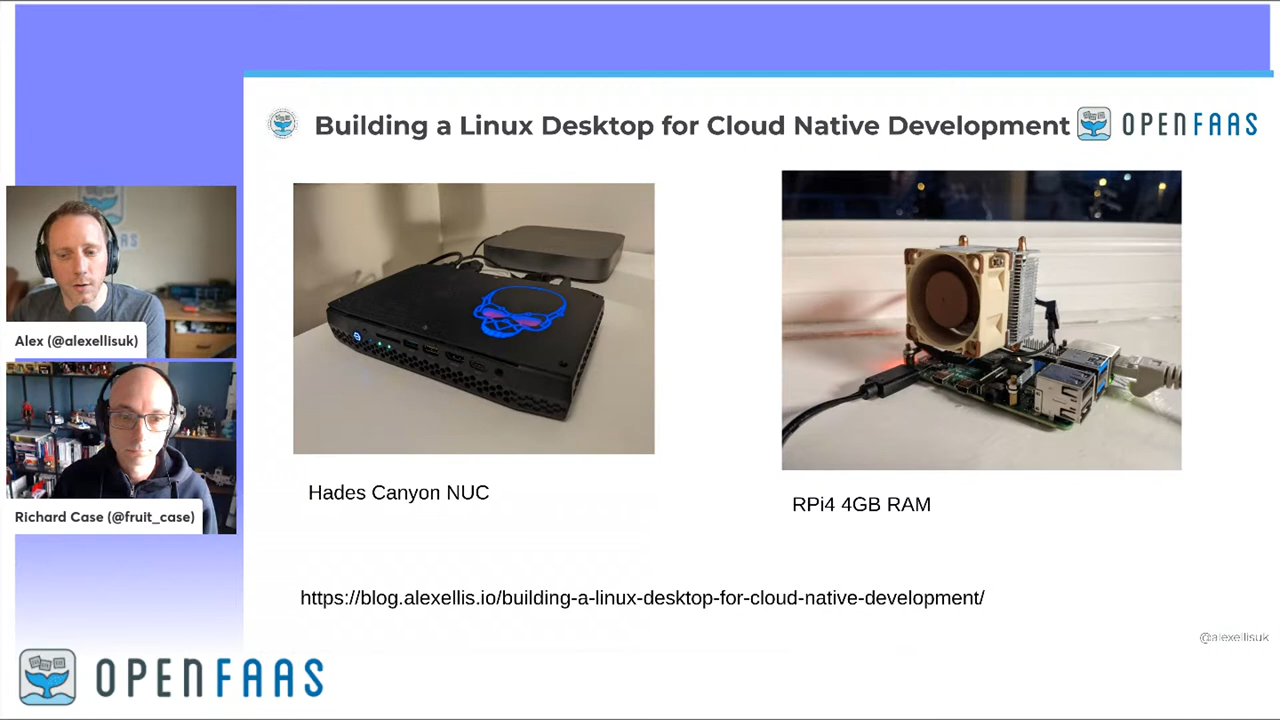 Building a Linux Desktop for Cloud Native Development
OPENFAAS
Alex (@alexellisuk)
Richard Case (@fruit_case)
Hades Canyon NUC
RPi4 4GB RAM
https://blog.alexellis.io/building-a-linux-desktop-for-cloud-native-development/
@alexellisuk
OPENFAAS